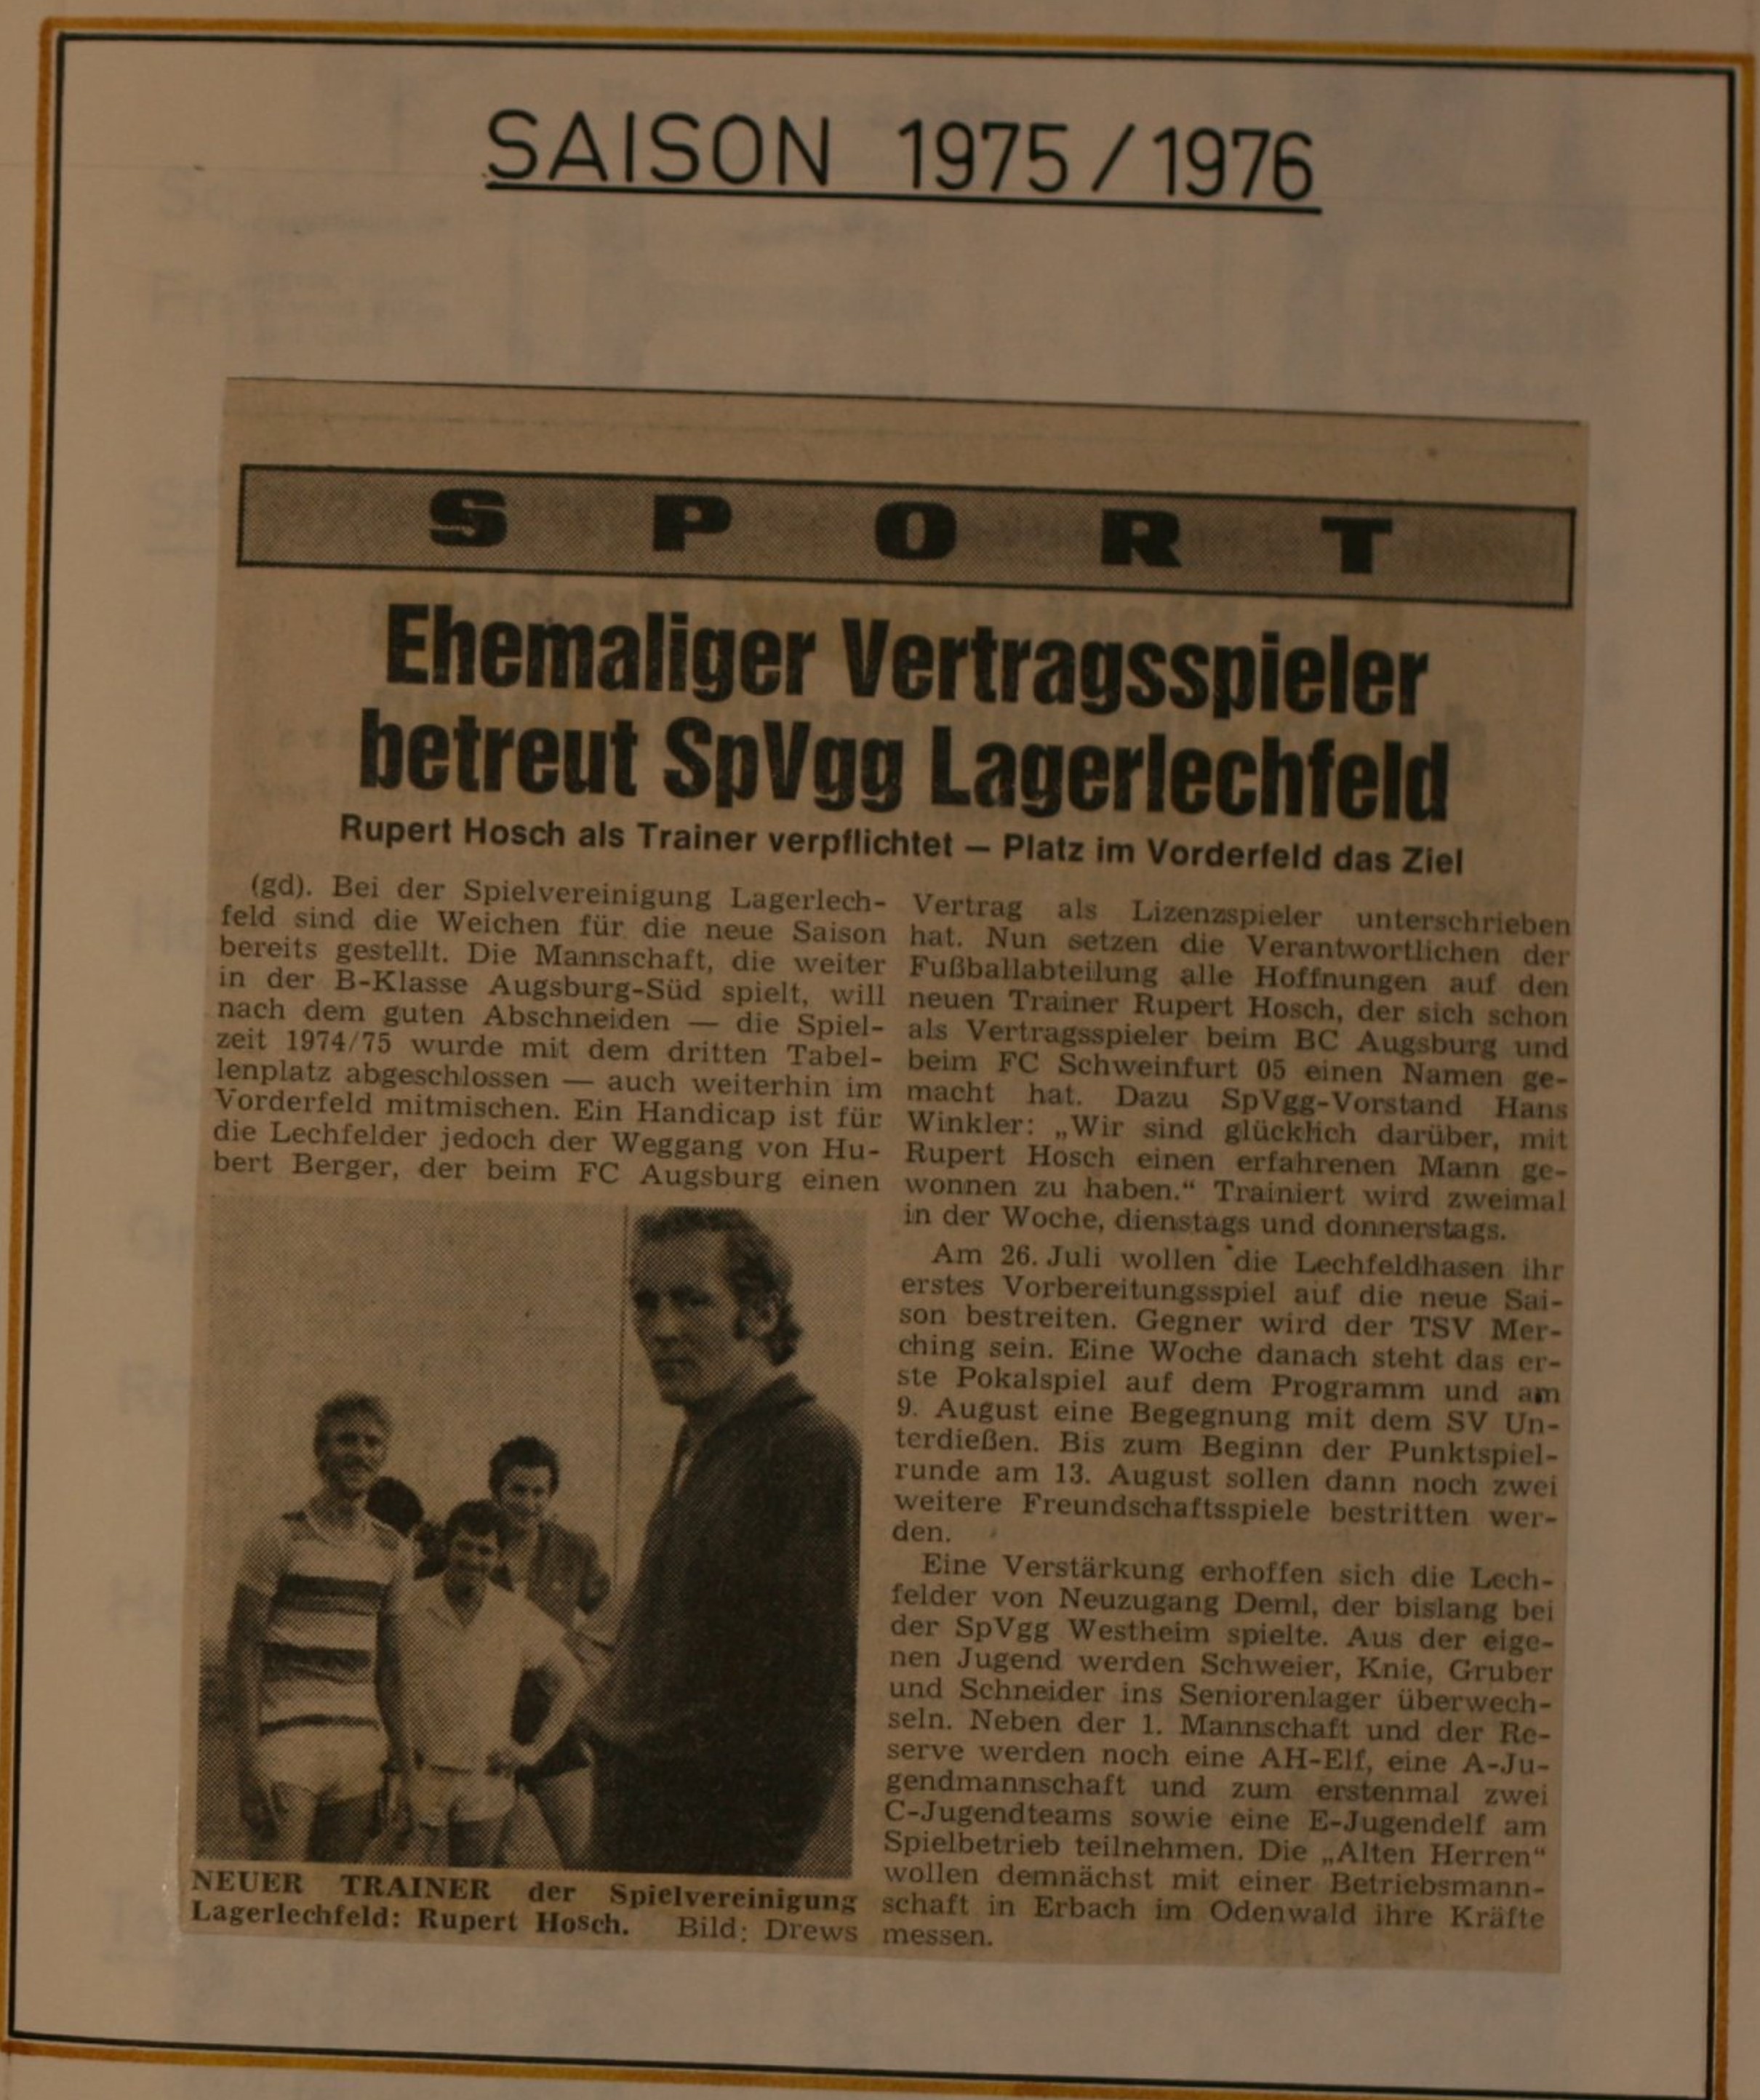 SAISON 1975/1976
SPORT
Ehemaliger Vertragsspieler
betreut SpVgg Lagerlechfeld
Rupert Hosch als Trainer verpflichtet — Platz im Vorderfeld das Ziel
(gd). Bei der Spielvereinigung Lagerlech-
feld sind die Weichen für die neue Saison
bereits gestellt. Die Mannschaft, die weiter
in der B-Klasse Augsburg-Süd spielt, will
nach dem guten Abschneiden — die Spiel-
zeit 1974/75 wurde mit dem dritten Tabel-
lenplatz abgeschlossen — auch weiterhin im
Vorderfeld mitmischen. Ein Handicap ist für
die Lechfelder jedoch der Weggang von Hu-
bert Berger, der beim FC Augsburg einen
Vertrag als Lizenzspieler unterschrieben
hat. Nun setzen die Verantwortlichen der
Fußballabteilung alle Hoffnungen auf den
neuen Trainer Rupert Hosch, der sich schon
als Vertragsspieler beim BC Augsburg und
beim FC Schweinfurt 05 einen Namen ge-
macht hat. Dazu SpVgg-Vorstand Hans
Winkler: „Wir sind glücklich darüber, mit
Rupert Hosch einen erfahrenen Mann ge-
wonnen zu haben.“ Trainiert wird zweimal
in der Woche, dienstags und donnerstags.
Am 26. Juli wollen die Lechfeldhasen ihr
erstes Vorbereitungsspiel auf die neue Sai-
son bestreiten. Gegner wird der TSV Mer-
ching sein. Eine Woche danach steht das er-
ste Pokalspiel auf dem Programm und am
9. August eine Begegnung mit dem SV Un-
terdießen. Bis zum Beginn der Punktspiel-
runde am 13. August sollen dann noch zwei
weitere Freundschaftsspiele bestritten wer-
den.
Eine Verstärkung erhoffen sich die Lech-
felder von Neuzugang Deml, der bislang bei
der SpVgg Westheim spielte. Aus der eige-
nen Jugend werden Schweier, Knie, Gruber
und Schneider ins Seniorenlager überwech-
seln. Neben der 1. Mannschaft und der Re-
serve werden noch eine AH-Elf, eine A-Ju-
gendmannschaft und zum erstenmal zwei
C-Jugendteams sowie eine E-Jugendelf am
Spielbetrieb teilnehmen. Die „Alten Herren“
wollen demnächst mit einer Betriebsmann-
schaft in Erbach im Odenwald ihre Kräfte
messen.
NEUER TRAINER der Spielvereinigung
Lagerlechfeld: Rupert Hosch. Bild: Drews